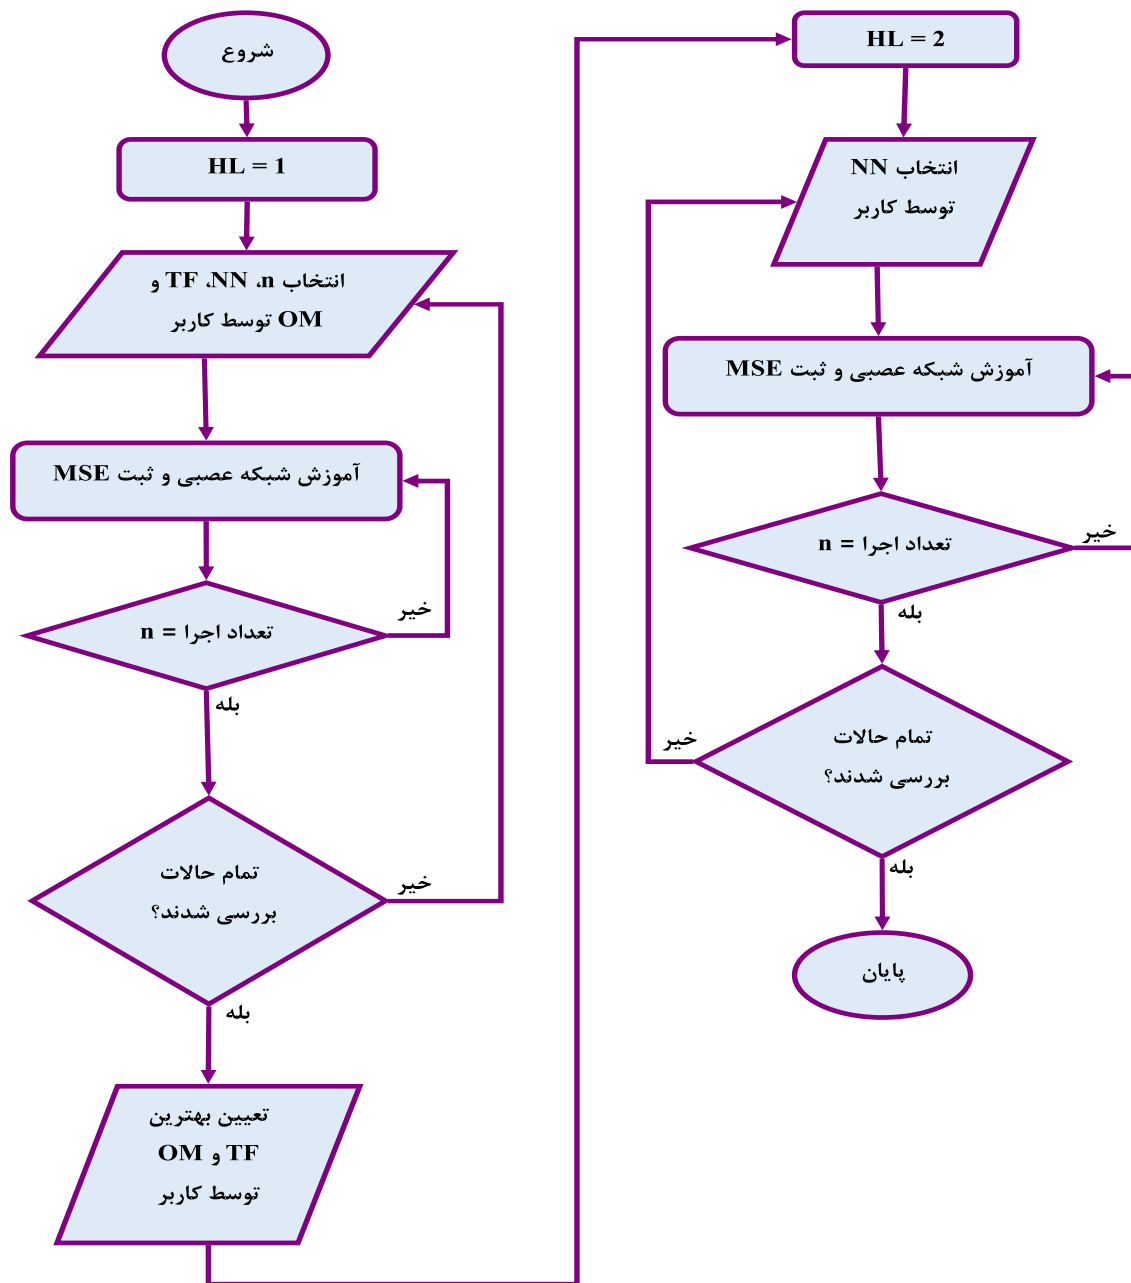 شروع
HL = 1
انتخاب TF ،NN ،n و
OM توسط کاربر
آموزش شبکه عصبی و ثبت MSE
تعداد اجرا = n
خیر
بله
تمام حالات
بررسی شدند؟
خیر
بله
تعیین بهترین
TF و OM
توسط کاربر
HL = 2
انتخاب NN
توسط کاربر
آموزش شبکه عصبی و ثبت MSE
تعداد اجرا = n
خیر
بله
تمام حالات
بررسی شدند؟
خیر
بله
پایان